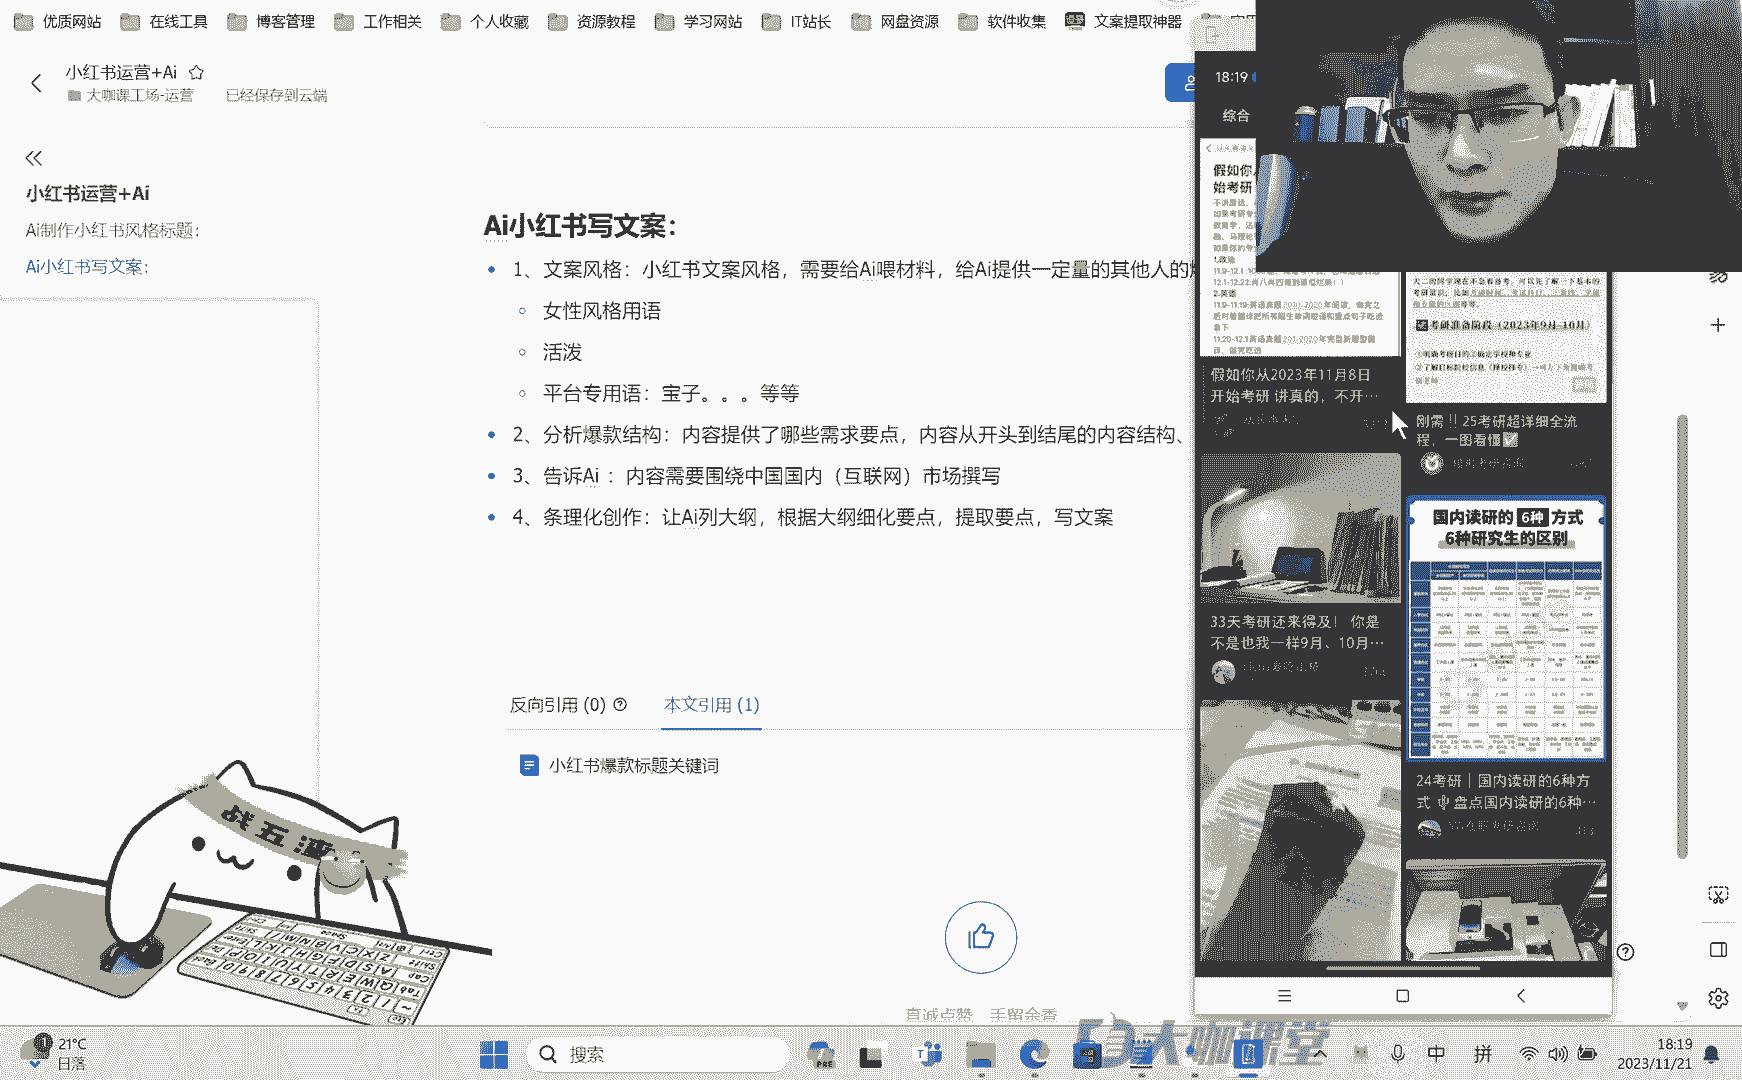 优质网站
在线工具
博客管理
工作相关
个人收藏
资源教程
学习网站
IT站长
网盘资源
软件收集
文案提取神器
小红书运营+Ai
大咖课工场-运营
已经保存到云端
小红书运营+Ai
Ai制作小红书风格标题：
Ai小红书写文案：
Ai小红书写文案：
1、文案风格：小红书文案风格，需要给Ai喂材料，给Ai提供一定量的其他人的
女性风格用语
活泼
平台专用语：宝子。。。等等
2、分析爆款结构：内容提供了哪些需求要点，内容从开头到结尾的内容结构、
3、告诉Ai ：内容需要围绕中国国内（互联网）市场撰写
4、条理化创作：让Ai列大纲，根据大纲细化要点，提取要点，写文案
反向引用 (0)
本文引用 (1)
小红书爆款标题关键词
真诚点赞 手留余香
18:19
综合
假如你
始考研
1.政治
2.英语
假如你从2023年11月8日
开始考研 讲真的，不开…
考研准备阶段（2023年9月-10月）
刚需‼25考研超详细全流
程，一图看懂✅
33天考研还来得及！ 你是
不是也我一样9月、10月…
国内读研的 6种 方式
6种研究生的区别
24考研｜国内读研的6种方
式 盘点国内读研的6种…
战五渣
大咖课堂
21°C
日落
搜索
中
拼
18:19
2023/11/21